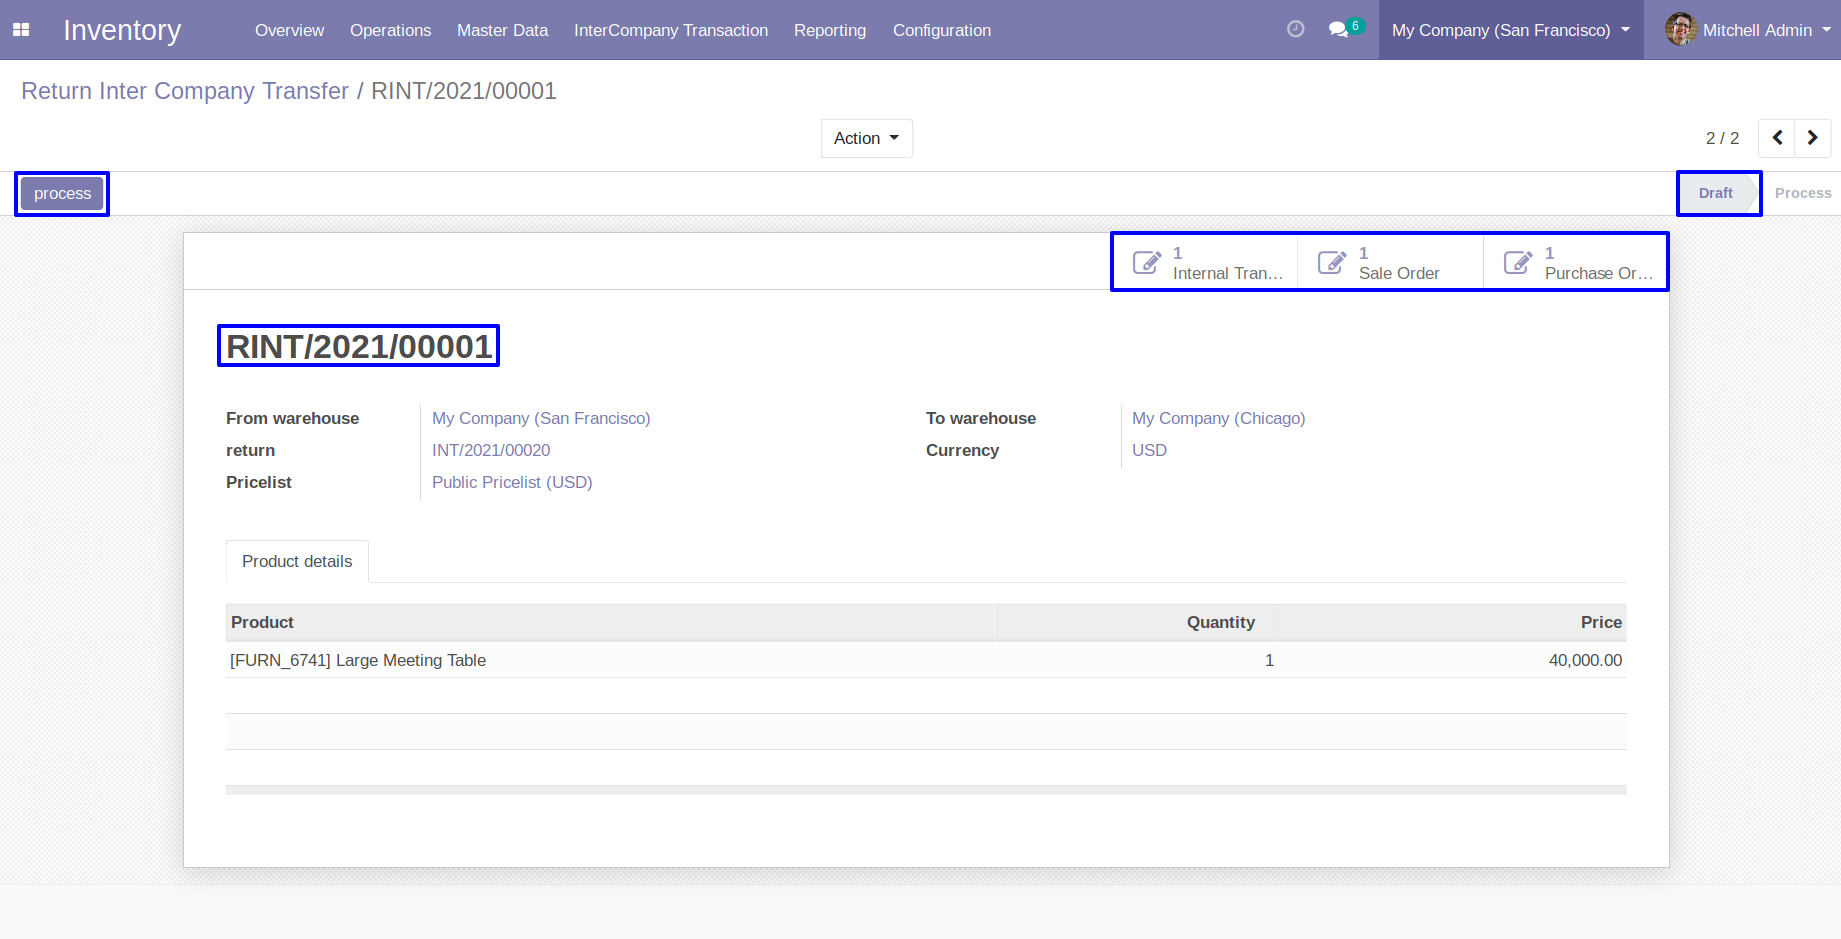 Inventory Overview Operations Master Data InterCompany Transaction Reporting Configuration 6 My Company (San Francisco) Mitchell Admin
Return Inter Company Transfer / RINT/2021/00001
Action 2 / 2
process Draft Process
1 Internal Tran... 1 Sale Order 1 Purchase Or...
RINT/2021/00001
From warehouse My Company (San Francisco) To warehouse My Company (Chicago)
return INT/2021/00020 Currency USD
Pricelist Public Pricelist (USD)
Product details
Product Quantity Price
[FURN_6741] Large Meeting Table 1 40,000.00